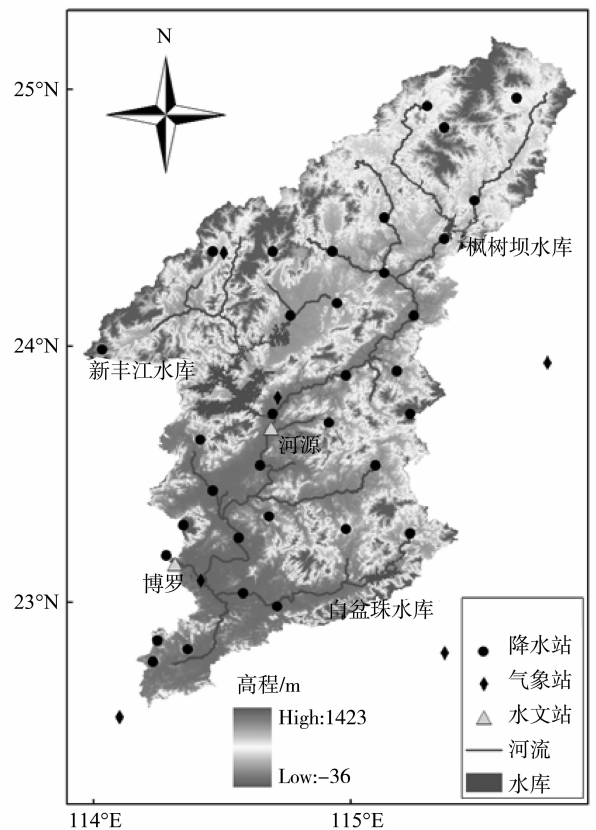 N
25°N
枫树坝水库
24°N
新丰江水库
河源
博罗
23°N
白盆珠水库
降水站
气象站
水文站
河流
水库
高程/m
High:1423
Low:-36
114°E
115°E